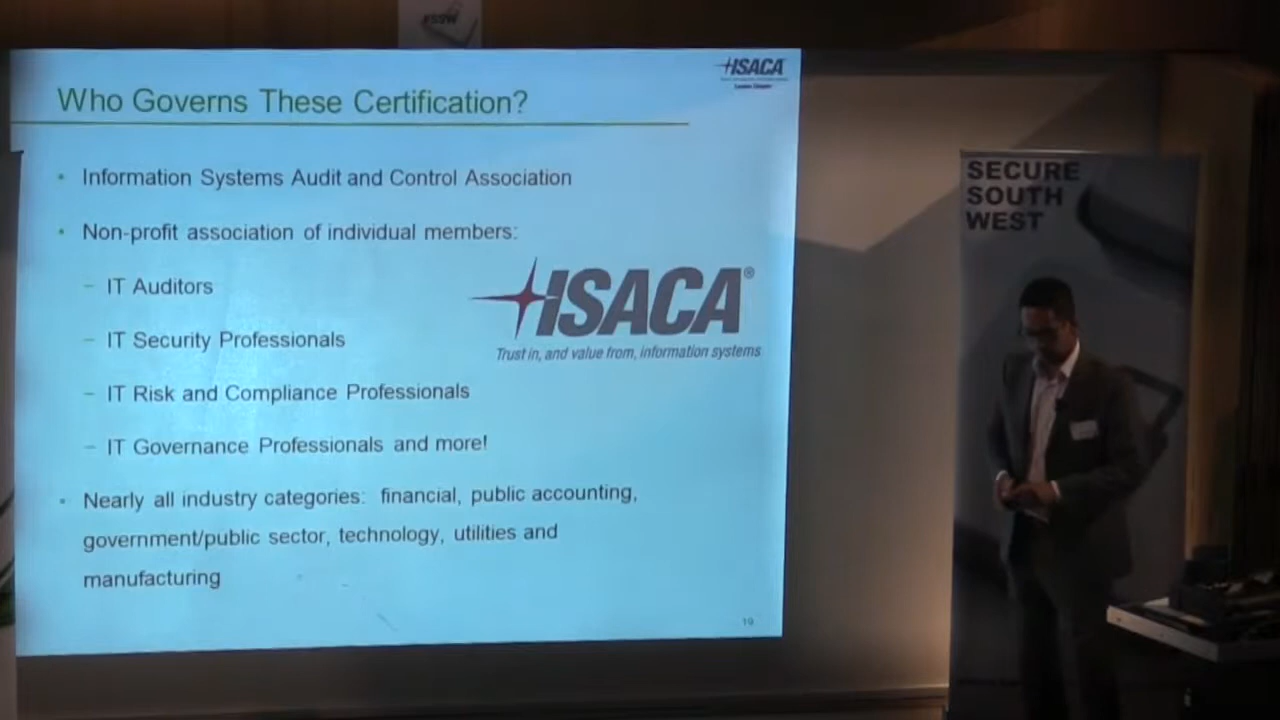 #SSW
ISACA
London Chapter
Who Governs These Certification?
• Information Systems Audit and Control Association
• Non-profit association of individual members:
– IT Auditors
– IT Security Professionals
– IT Risk and Compliance Professionals
– IT Governance Professionals and more!
• Nearly all industry categories: financial, public accounting,
government/public sector, technology, utilities and
manufacturing
ISACA®
Trust in, and value from, information systems
19
SECURE
SOUTH
WEST